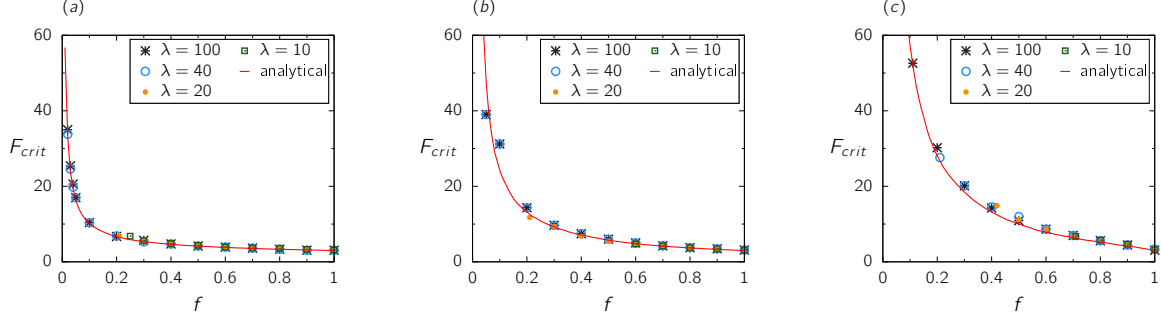 (a)
60
40
20
0
F_crit
λ = 100
λ = 10
λ = 40
analytical
λ = 20
0
0.2
0.4
0.6
0.8
1
f
(b)
60
40
20
0
F_crit
λ = 100
λ = 10
λ = 40
analytical
λ = 20
0
0.2
0.4
0.6
0.8
1
f
(c)
60
40
20
0
F_crit
λ = 100
λ = 10
λ = 40
analytical
λ = 20
0
0.2
0.4
0.6
0.8
1
f